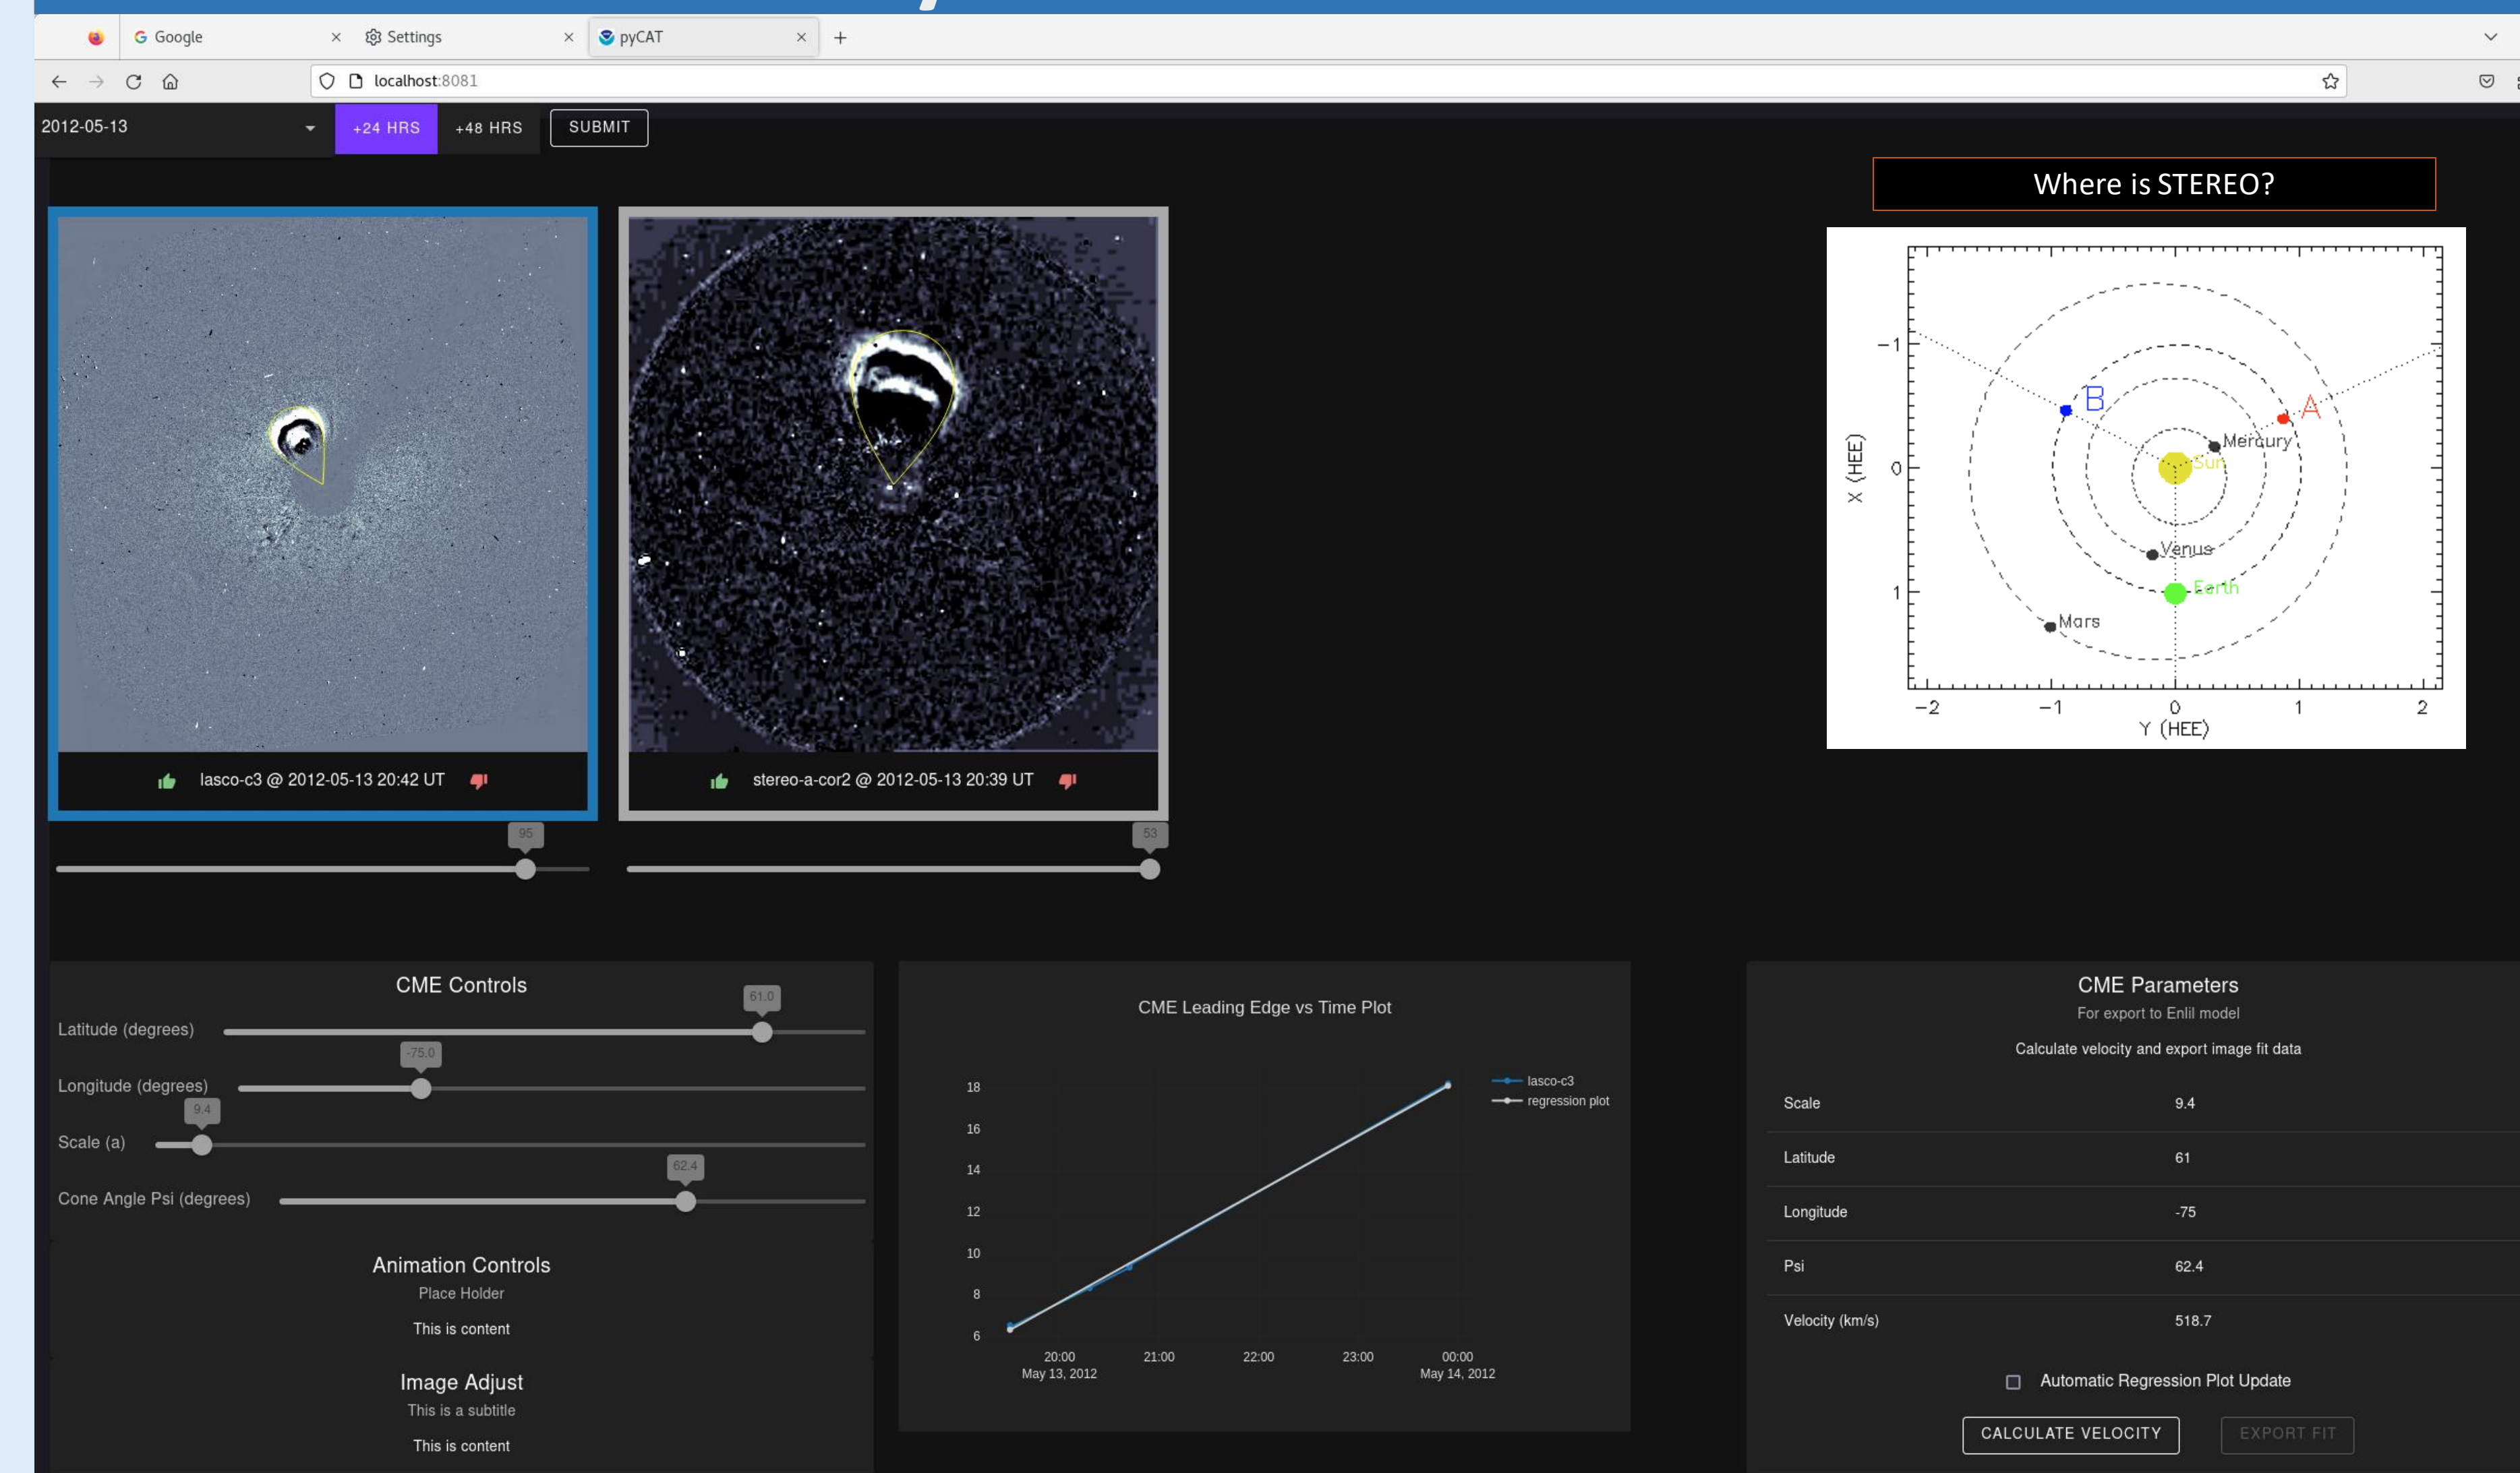 Google
Settings
pyCAT
localhost:8081
2012-05-13
+24 HRS
+48 HRS
SUBMIT
Where is STEREO?
X (HEE)
-1
0
1
B
A
Mercury
Sun
Venus
Earth
Mars
-2
-1
0
1
2
Y (HEE)
lasco-c3 @ 2012-05-13 20:42 UT
stereo-a-cor2 @ 2012-05-13 20:39 UT
95
53
CME Controls
61.0
Latitude (degrees)
-75.0
Longitude (degrees)
9.4
Scale (a)
62.4
Cone Angle Psi (degrees)
Animation Controls
Place Holder
This is content
Image Adjust
This is a subtitle
This is content
CME Leading Edge vs Time Plot
lasco-c3
regression plot
18
16
14
12
10
8
6
20:00
May 13, 2012
21:00
22:00
23:00
00:00
May 14, 2012
CME Parameters
For export to Enlil model
Calculate velocity and export image fit data
Scale 9.4
Latitude 61
Longitude -75
Psi 62.4
Velocity (km/s) 518.7
Automatic Regression Plot Update
CALCULATE VELOCITY
EXPORT FIT